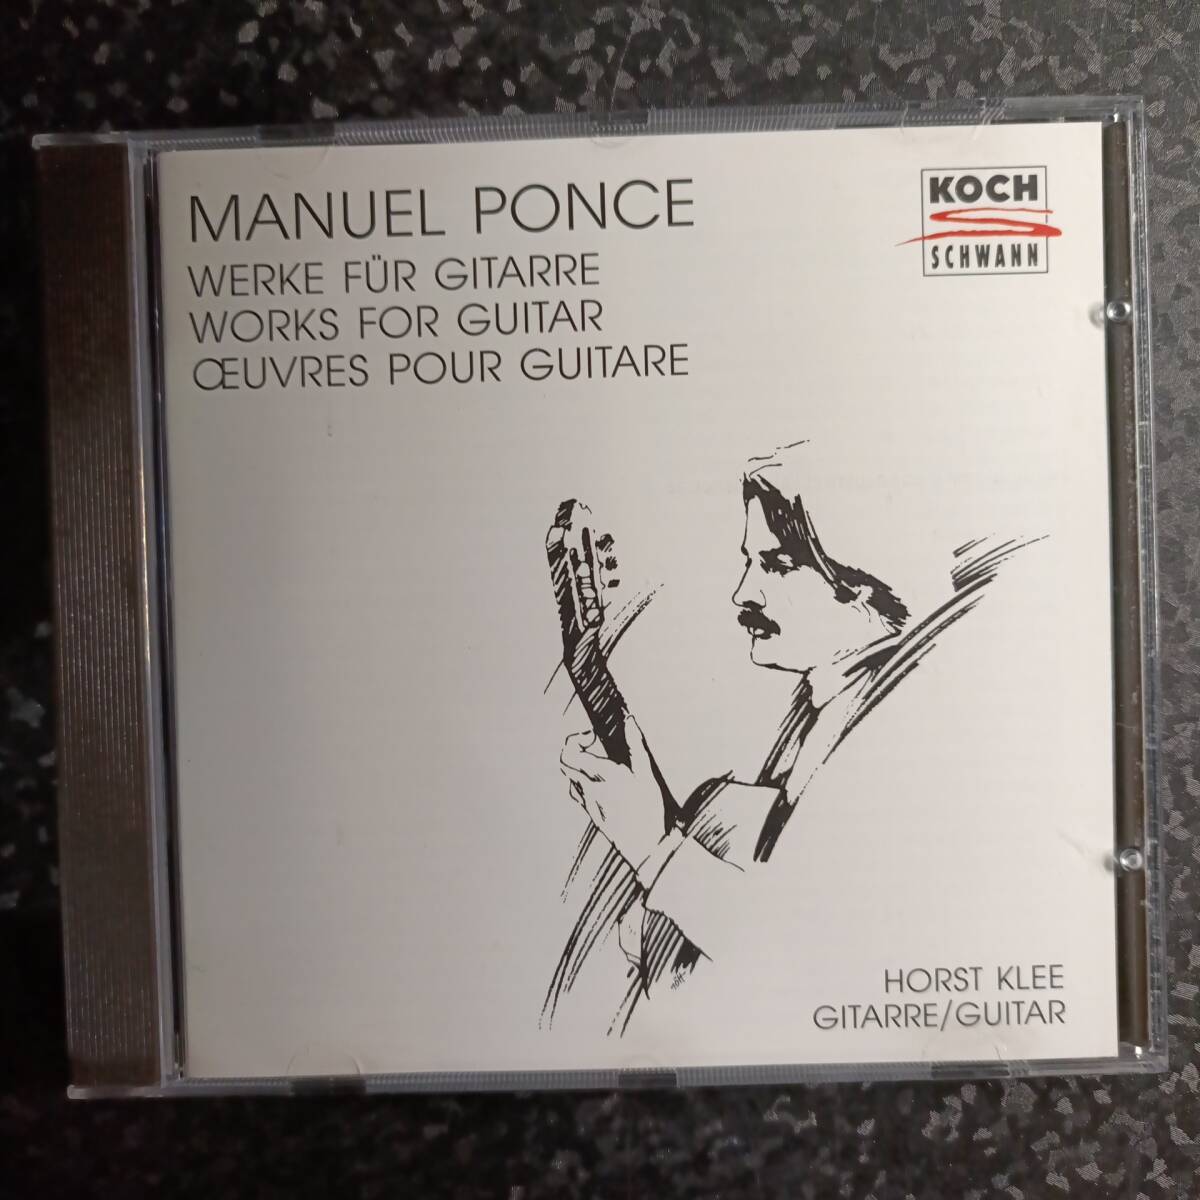 MANUEL PONCE
WERKE FÜR GITARRE
WORKS FOR GUITAR
ŒUVRES POUR GUITARE
KOCH
SCHWANN
HORST KLEE
GITARRE/GUITAR